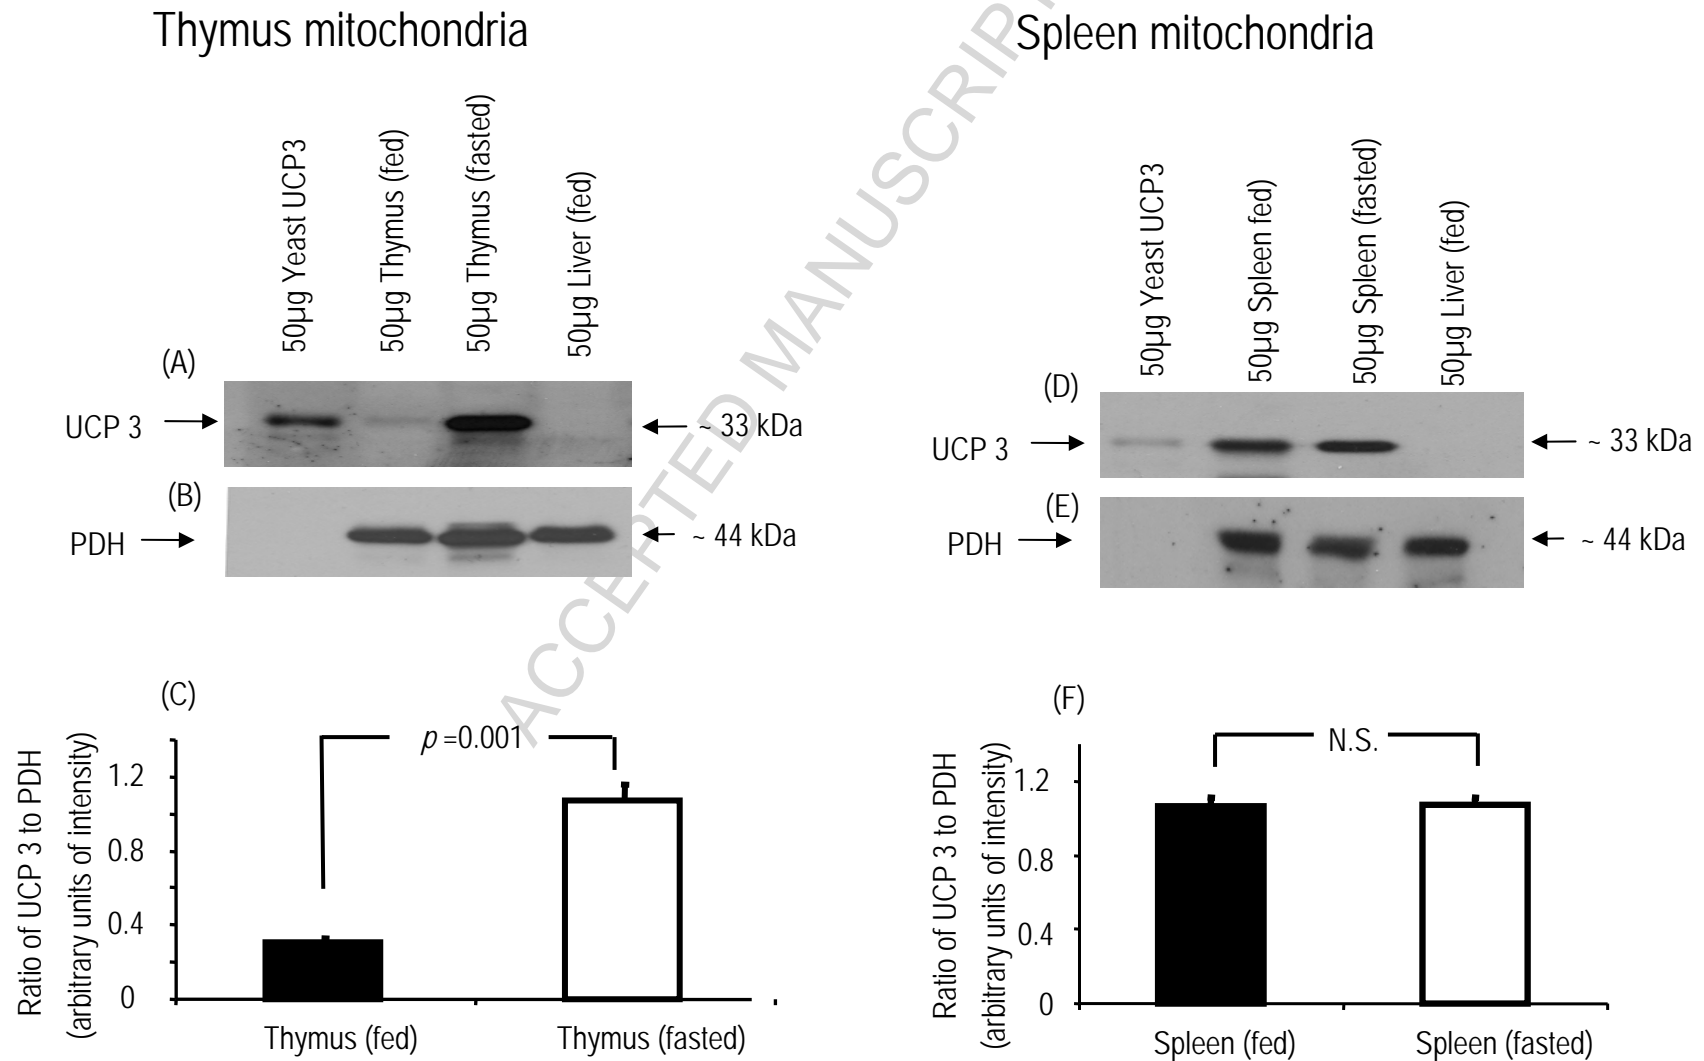 Thymus mitochondria
Spleen mitochondria
50µg Yeast UCP3
50µg Thymus (fed)
50µg Thymus (fasted)
50µg Liver (fed)
(A)
UCP 3
~ 33 kDa
(B)
PDH
~ 44 kDa
(C)
p=0.001
Ratio of UCP 3 to PDH
(arbitrary units of intensity)
1.2
0.8
0.4
0
Thymus (fed)
Thymus (fasted)
50µg Yeast UCP3
50µg Spleen fed)
50µg Spleen (fasted)
50µg Liver (fed)
(D)
UCP 3
~ 33 kDa
(E)
PDH
~ 44 kDa
(F)
N.S.
Ratio of UCP 3 to PDH
(arbitrary units of intensity)
1.2
0.8
0.4
0
Spleen (fed)
Spleen (fasted)
ACCEPTED MANUSCRIPT